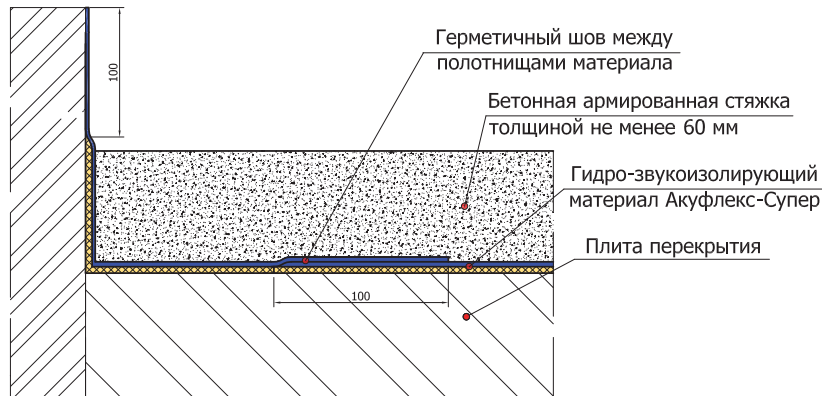 Герметичный шов между
полотнищами материала
100
Бетонная армированная стяжка
толщиной не менее 60 мм
Гидро-звукоизолирующий
материал Акуфлекс-Супер
Плита перекрытия
100